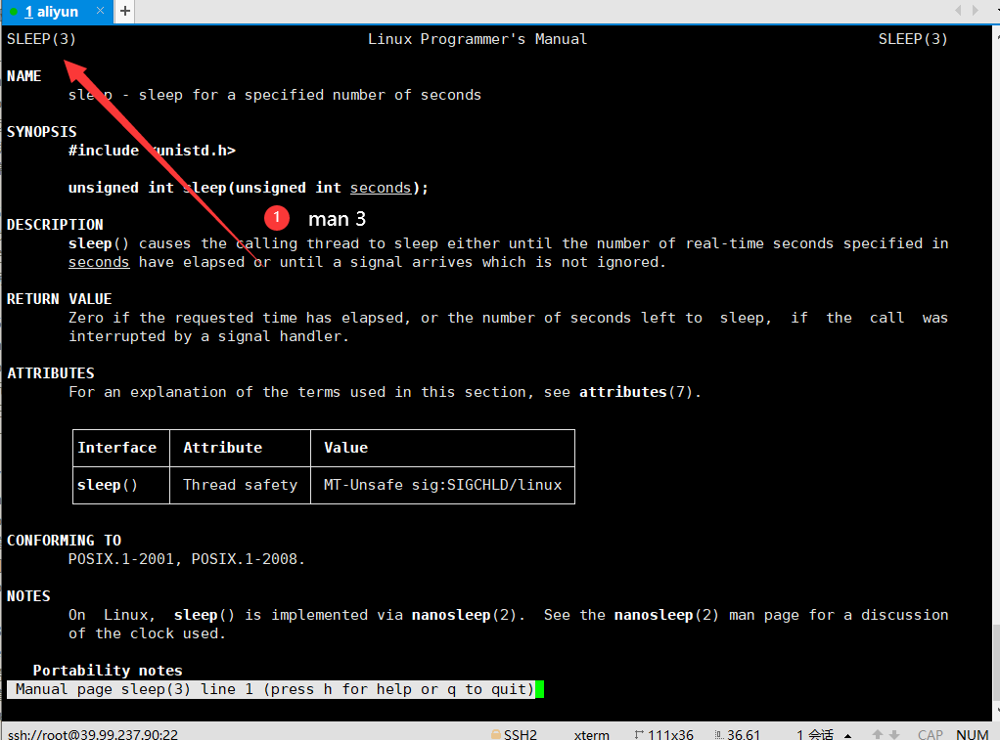 1 aliyun × +
SLEEP(3) Linux Programmer's Manual SLEEP(3)
NAME
sleep - sleep for a specified number of seconds
SYNOPSIS
#include <unistd.h>
unsigned int sleep(unsigned int seconds);
1 man 3
DESCRIPTION
sleep() causes the calling thread to sleep either until the number of real-time seconds specified in
seconds have elapsed or until a signal arrives which is not ignored.
RETURN VALUE
Zero if the requested time has elapsed, or the number of seconds left to sleep, if the call was
interrupted by a signal handler.
ATTRIBUTES
For an explanation of the terms used in this section, see attributes(7).
Interface Attribute Value
sleep() Thread safety MT-Unsafe sig:SIGCHLD/linux
CONFORMING TO
POSIX.1-2001, POSIX.1-2008.
NOTES
On Linux, sleep() is implemented via nanosleep(2). See the nanosleep(2) man page for a discussion
of the clock used.
Portability notes
Manual page sleep(3) line 1 (press h for help or q to quit)
ssh://root@39.99.237.90:22 SSH2 xterm 111x36 36,61 1 会话 CAP NUM